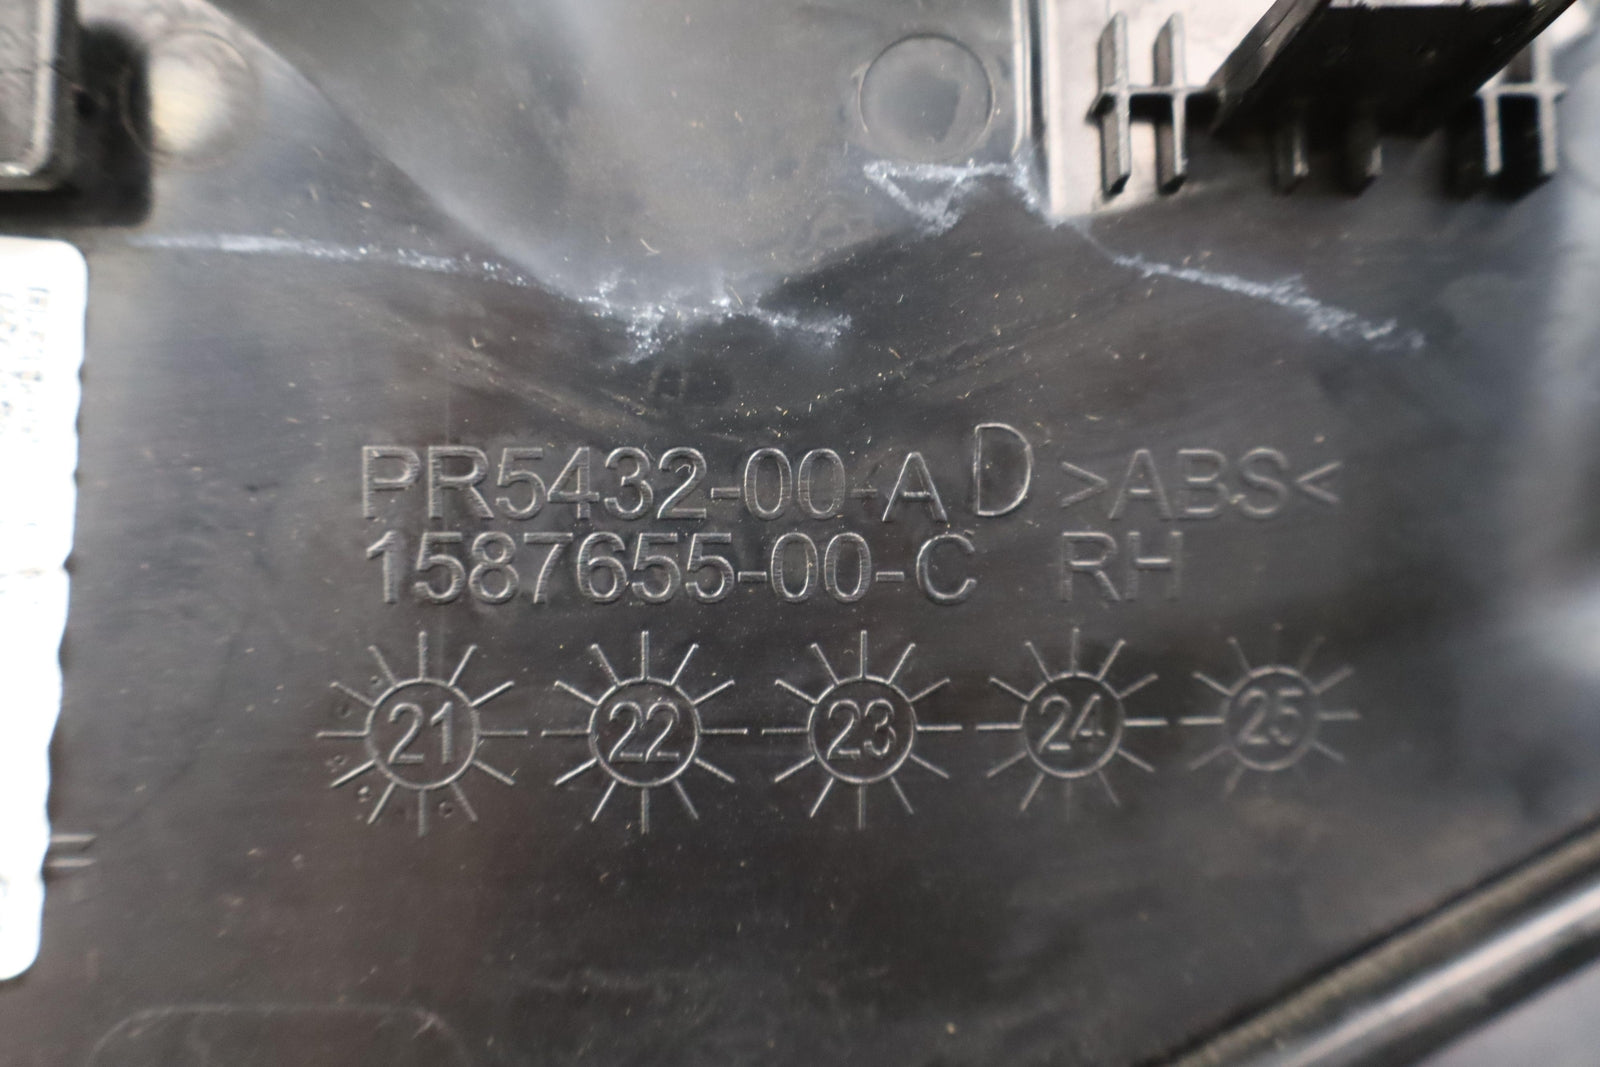 PR5432-00-A D >ABS<
1587655-00-C RH
21 22 23 24 25